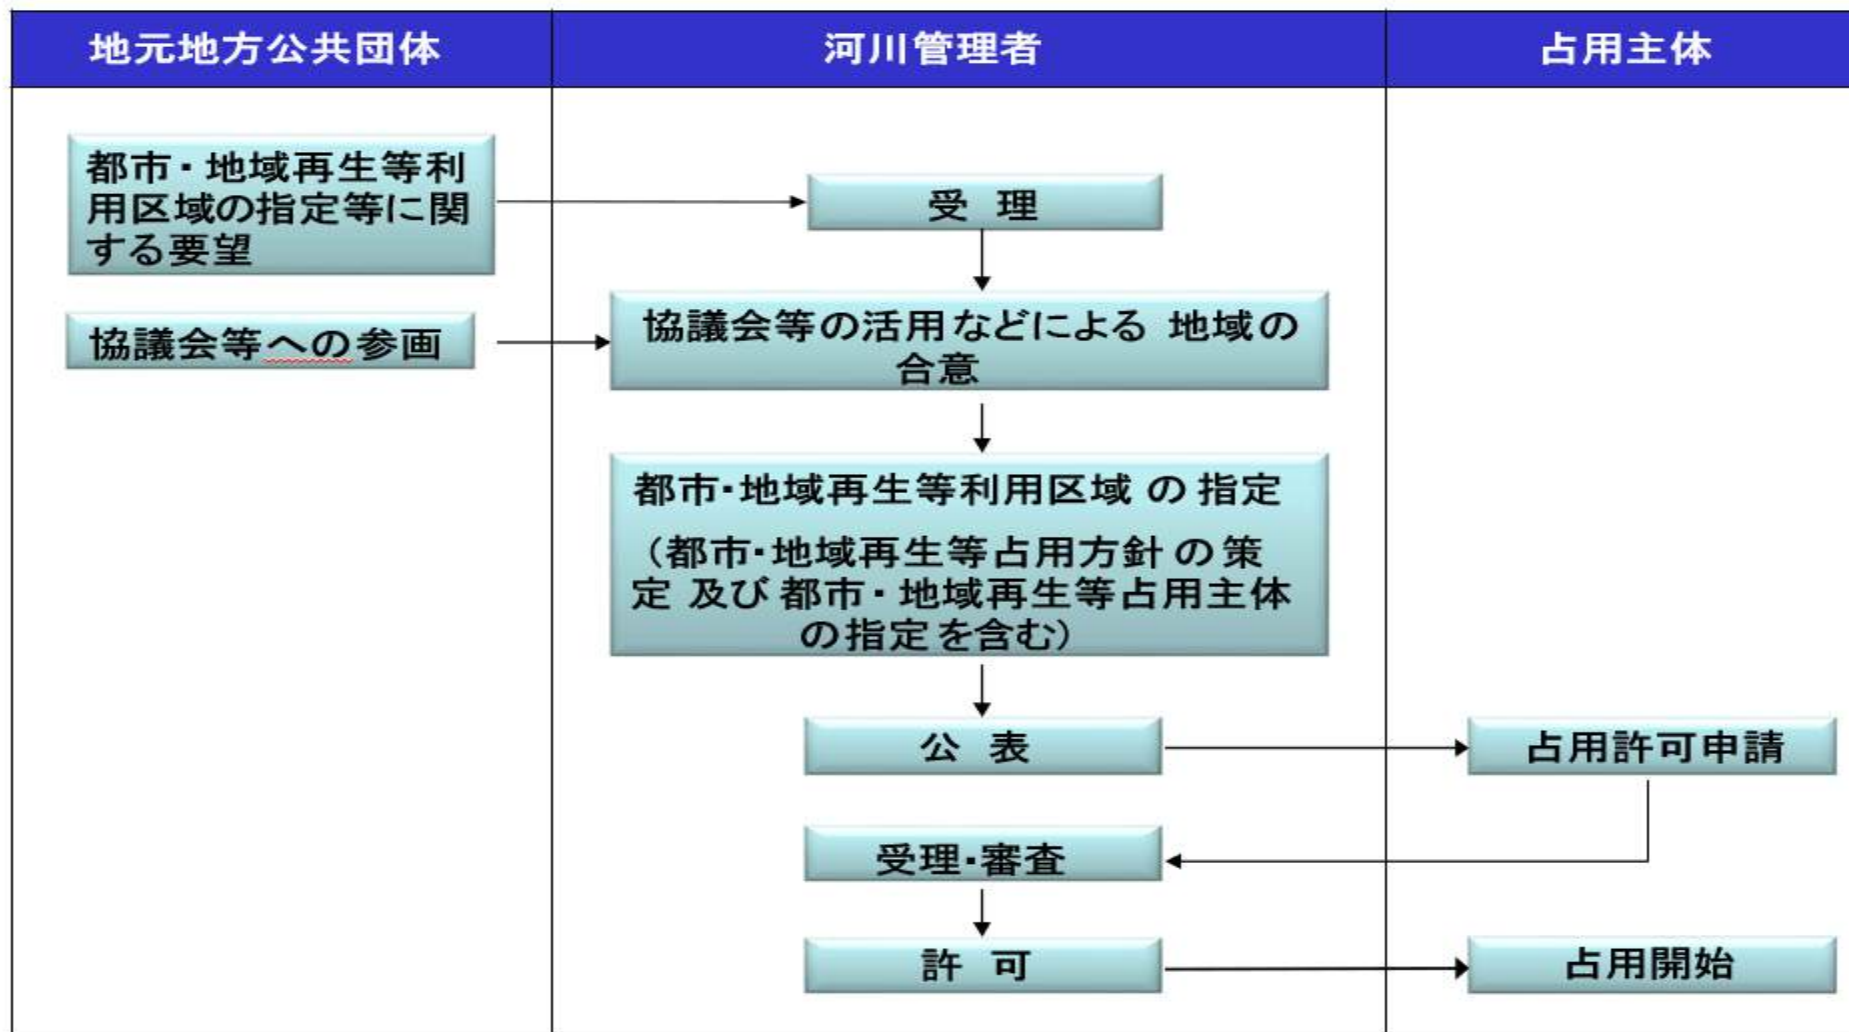 地元地方公共団体
河川管理者
占用主体
都市・地域再生等利
用区域の指定等に関
する要望
受 理
協議会等への参画
協議会等の活用などによる 地域の
合意
都市・地域再生等利用区域 の 指定
（都市・地域再生等占用方針 の 策
定 及び 都市・地域再生等占用主体
の指定 を含む）
公 表
占用許可申請
受理・審査
許 可
占用開始